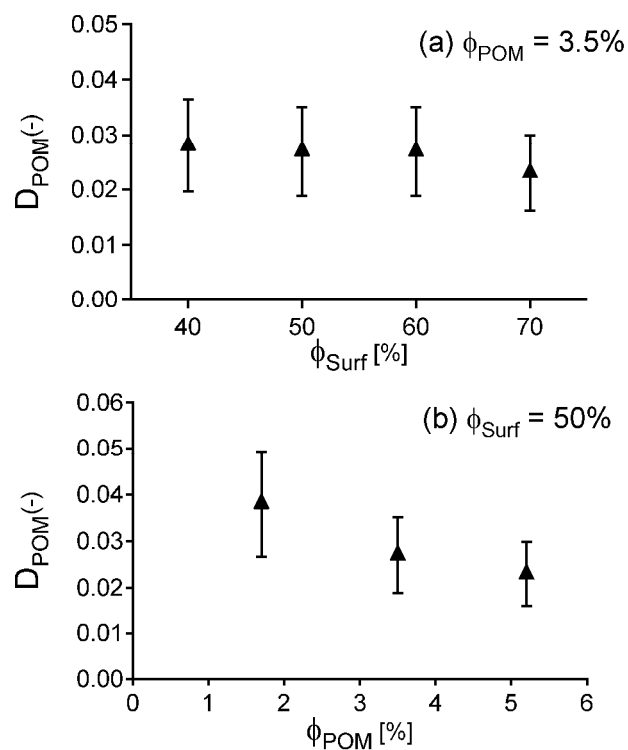 0.05
(a) ϕPOM = 3.5%
0.04
0.03
0.02
0.01
0.00
DPOM(-)
40 50 60 70
ϕSurf [%]
0.06
(b) ϕSurf = 50%
0.05
0.04
0.03
0.02
0.01
0.00
DPOM(-)
0 1 2 3 4 5 6
ϕPOM [%]